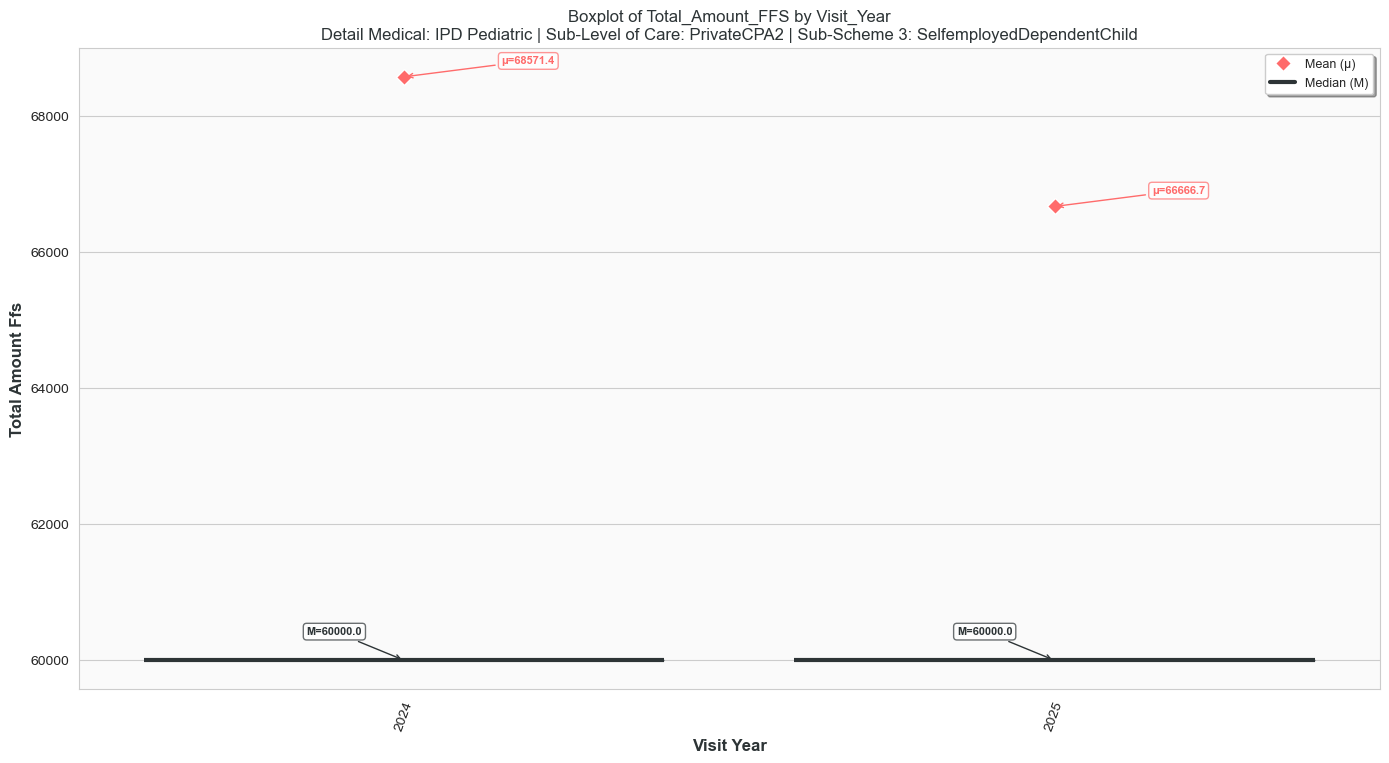 Boxplot of Total_Amount_FFS by Visit_Year
Detail Medical: IPD Pediatric | Sub-Level of Care: PrivateCPA2 | Sub-Scheme 3: SelfemployedDependentChild
μ=68571.4
Mean (μ)
Median (M)
68000
μ=66666.7
66000
64000
62000
60000
M=60000.0
M=60000.0
Total Amount Ffs
2024
2025
Visit Year